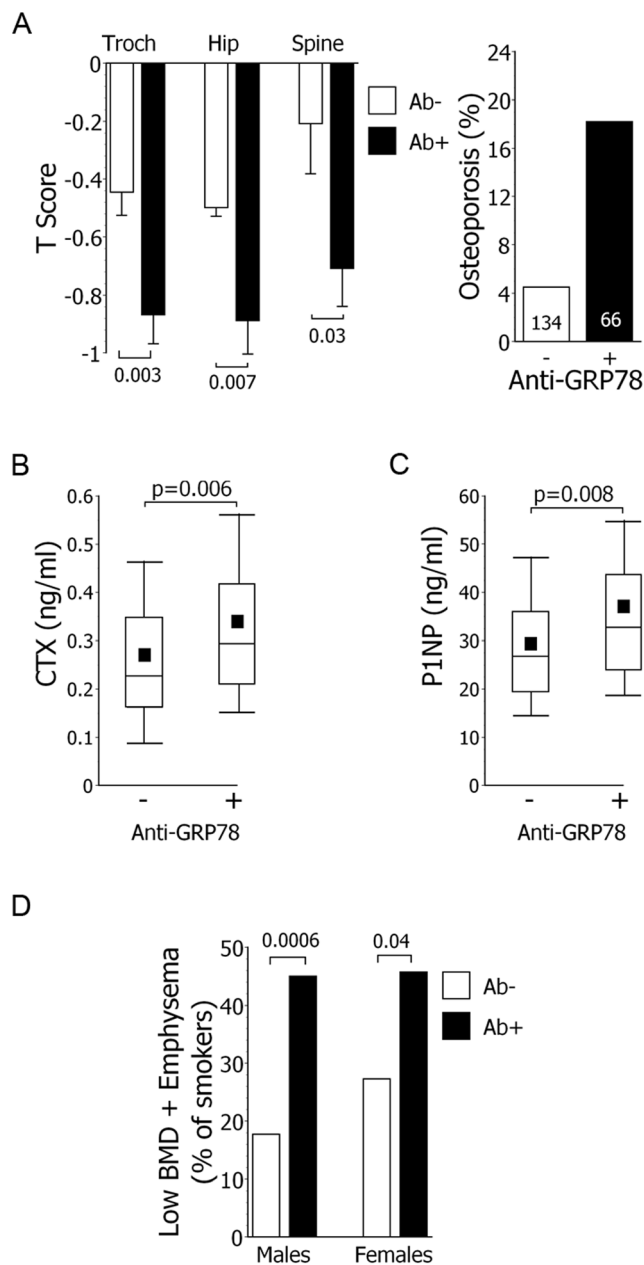 A
Troch Hip Spine
0
-0.2
-0.4
-0.6
-0.8
-1
T Score
0.003
0.007
0.03
Ab-
Ab+
24
20
16
12
8
4
0
Osteoporosis (%)
134
66
- +
Anti-GRP78
B
p=0.006
0.6
0.5
0.4
0.3
0.2
0.1
0
CTX (ng/ml)
- +
Anti-GRP78
C
p=0.008
60
50
40
30
20
10
0
P1NP (ng/ml)
- +
Anti-GRP78
D
0.0006
0.04
50
40
30
20
10
0
Low BMD + Emphysema
(% of smokers)
Ab-
Ab+
Males Females